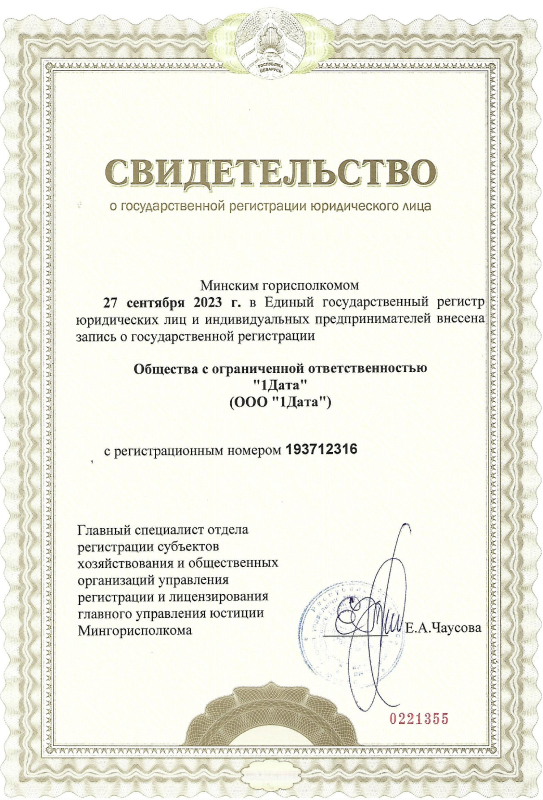 РЭСПУБЛІКА
БЕЛАРУСЬ
СВИДЕТЕЛЬСТВО
о государственной регистрации юридического лица
Минским горисполкомом
27 сентября 2023 г. в Единый государственный регистр
юридических лиц и индивидуальных предпринимателей внесена
запись о государственной регистрации
Общества с ограниченной ответственностью
"1Дата"
(ООО "1Дата")
с регистрационным номером 193712316
Главный специалист отдела
регистрации субъектов
хозяйствования и общественных
организаций управления
регистрации и лицензирования
главного управления юстиции
Мингорисполкома
Е.А.Чаусова
0221355